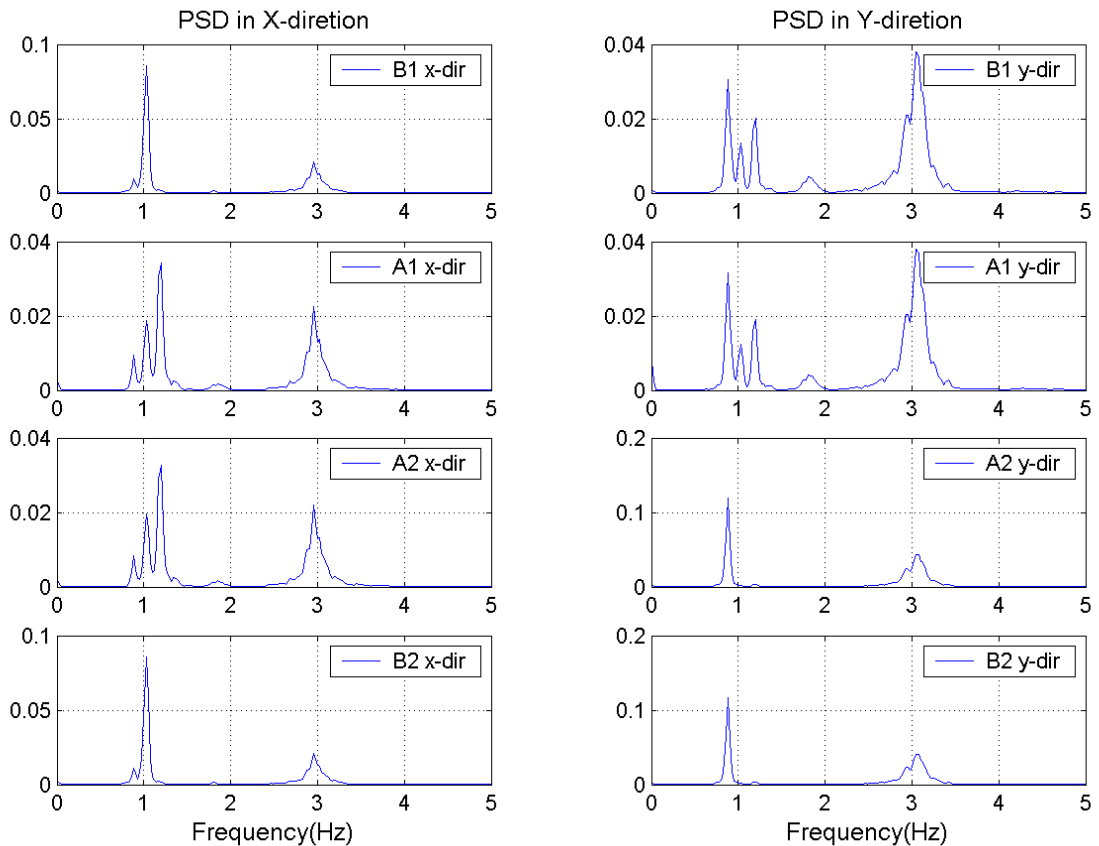 PSD in X-diretion
PSD in Y-diretion
0.1
0.05
0
B1 x-dir
0 1 2 3 4 5
0.04
0.02
0
B1 y-dir
0 1 2 3 4 5
0.04
0.02
0
A1 x-dir
0 1 2 3 4 5
0.04
0.02
0
A1 y-dir
0 1 2 3 4 5
0.04
0.02
0
A2 x-dir
0 1 2 3 4 5
0.2
0.1
0
A2 y-dir
0 1 2 3 4 5
0.1
0.05
0
B2 x-dir
0 1 2 3 4 5
Frequency(Hz)
0.2
0.1
0
B2 y-dir
0 1 2 3 4 5
Frequency(Hz)